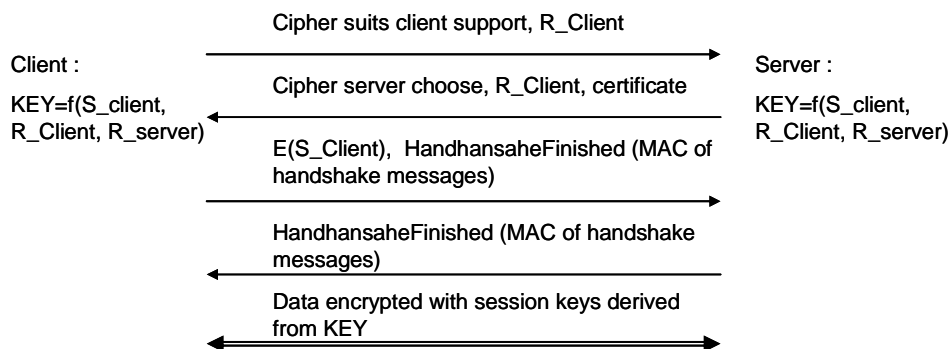 Cipher suits client support, R_Client
Client :
Server :
Cipher server choose, R_Client, certificate
KEY=f(S_client,
R_Client, R_server)
KEY=f(S_client,
R_Client, R_server)
E(S_Client), HandhansaheFinished (MAC of
handshake messages)
HandhansaheFinished (MAC of handshake
messages)
Data encrypted with session keys derived
from KEY